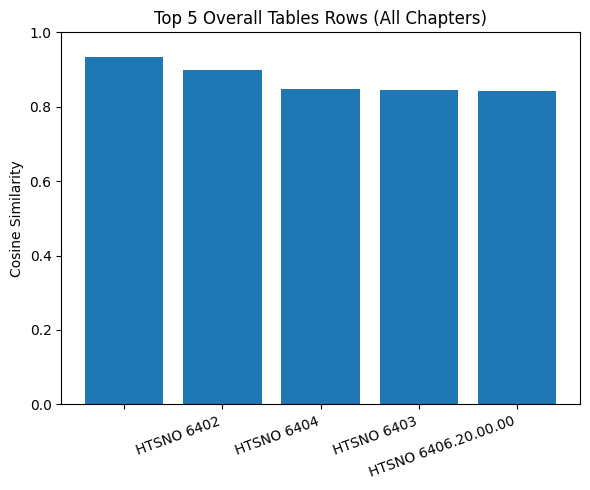 Top 5 Overall Tables Rows (All Chapters)
Cosine Similarity
1.0
0.8
0.6
0.4
0.2
0.0
HTSNO 6402
HTSNO 6404
HTSNO 6403
HTSNO 6406.20.00.00